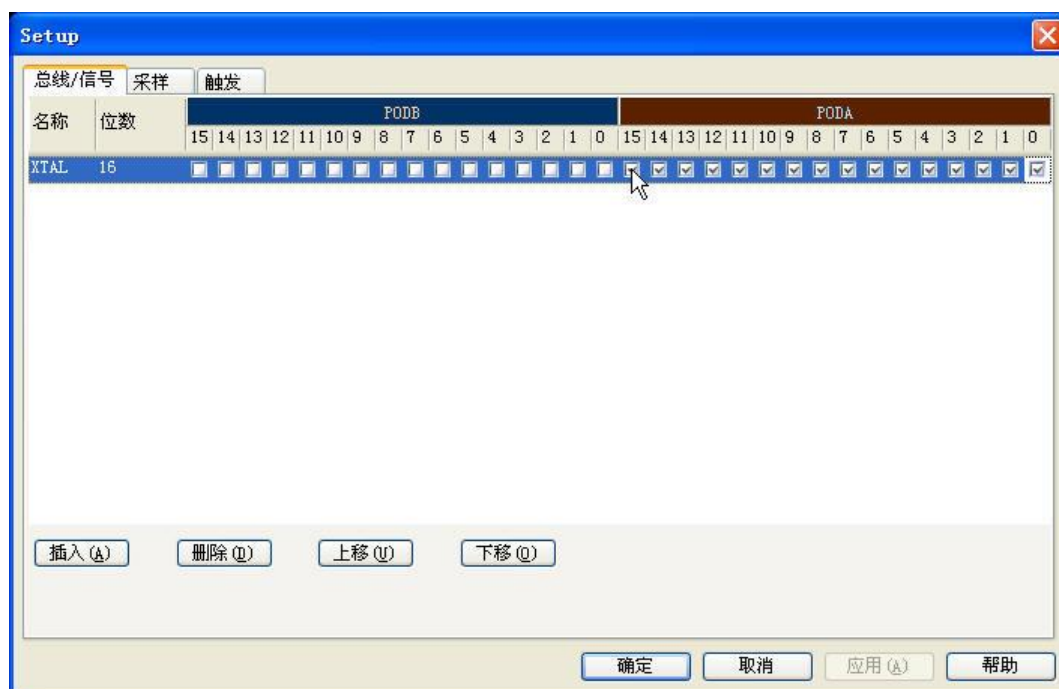 Setup
总线/信号 采样 触发
名称 位数 PODB PODA
15 14 13 12 11 10 9 8 7 6 5 4 3 2 1 0 15 14 13 12 11 10 9 8 7 6 5 4 3 2 1 0
XTAL 16
插入(A) 删除(D) 上移(U) 下移(O)
确定 取消 应用(A) 帮助